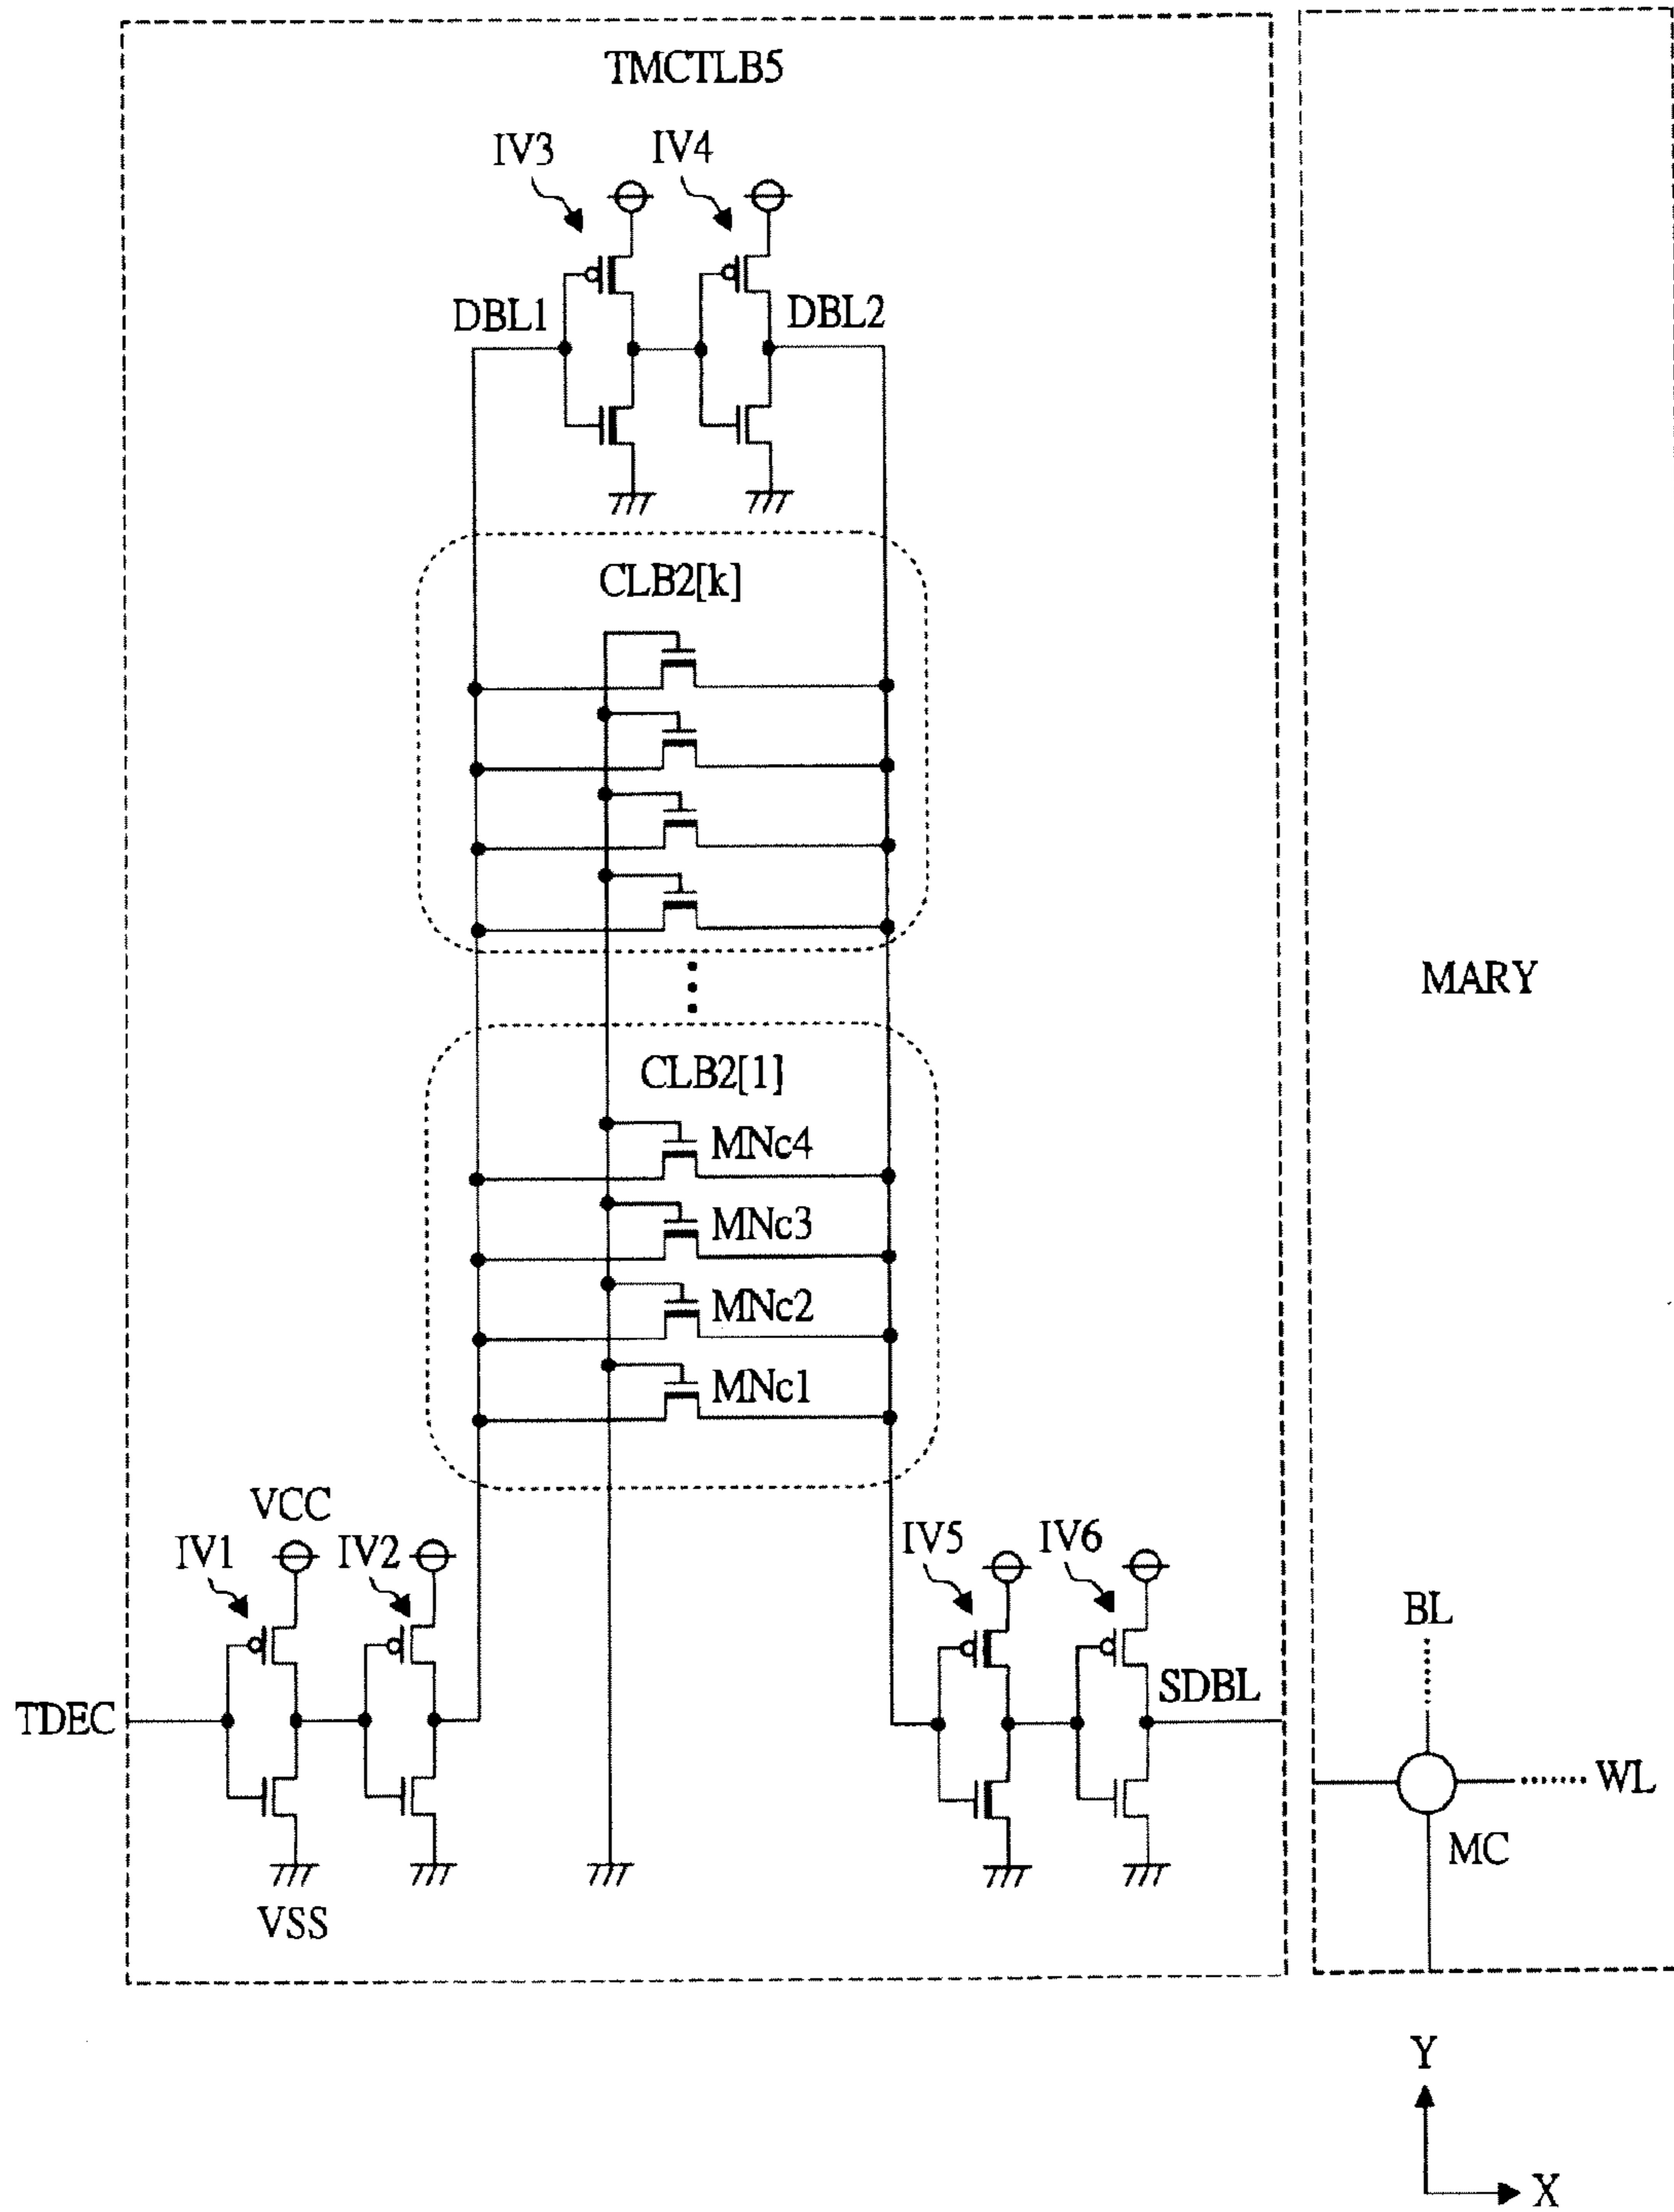 TMCTLB5
IV3
IV4
DBL1
DBL2
CLB2[k]
MARY
CLB2[1]
MNc4
MNc3
MNc2
MNc1
VCC
IV1
IV2
IV5
IV6
BL
TDEC
SDBL
WL
MC
VSS
Y
X